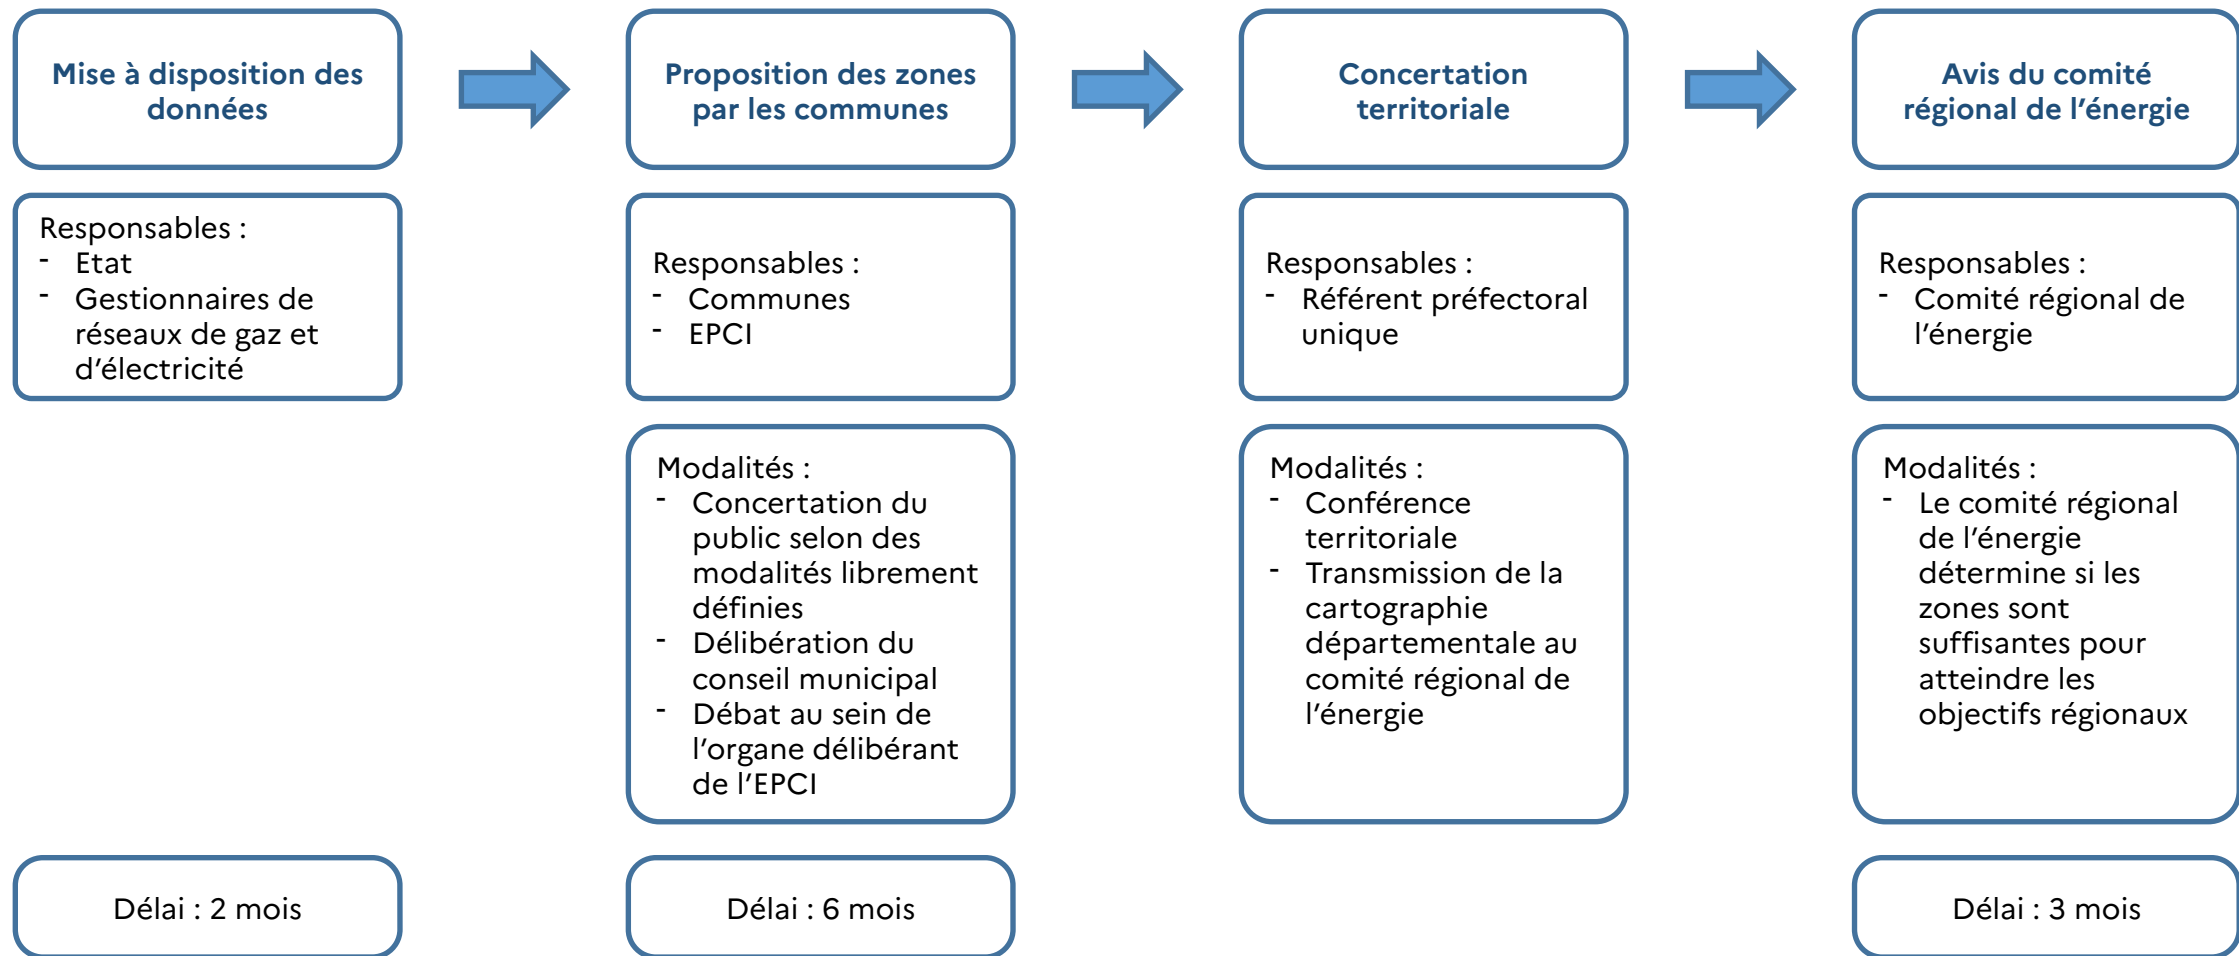 Mise à disposition des
données
Proposition des zones
par les communes
Concertation
territoriale
Avis du comité
régional de l'énergie
Responsables :
- Etat
- Gestionnaires de
réseaux de gaz et
d'électricité
Responsables :
- Communes
- EPCI
Responsables :
- Référent préfectoral
unique
Responsables :
- Comité régional de
l'énergie
Modalités :
- Concertation du
public selon des
modalités librement
définies
- Délibération du
conseil municipal
- Débat au sein de
l'organe délibérant
de l'EPCI
Modalités :
- Conférence
territoriale
- Transmission de la
cartographie
départementale au
comité régional de
l'énergie
Modalités :
- Le comité régional
de l'énergie
détermine si les
zones sont
suffisantes pour
atteindre les
objectifs régionaux
Délai : 2 mois
Délai : 6 mois
Délai : 3 mois